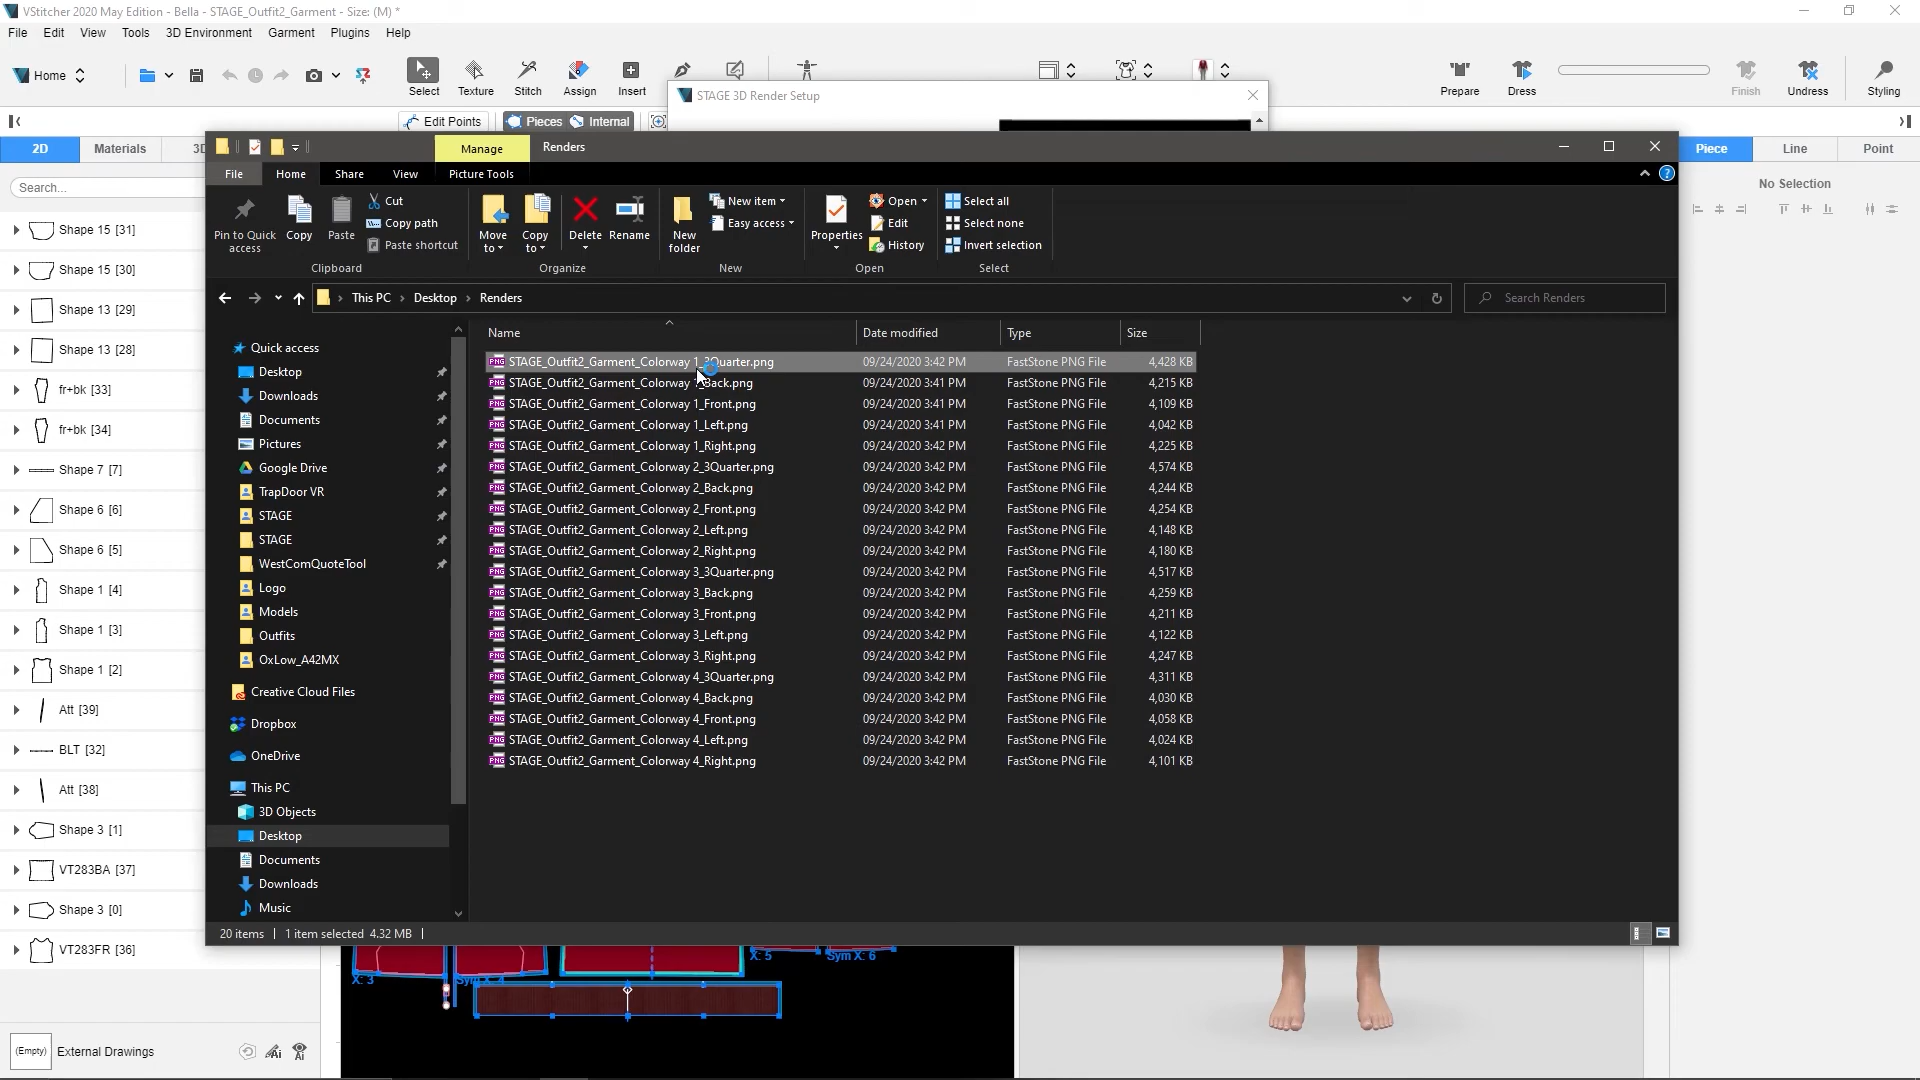 VStitcher 2020 May Edition - Bella - STAGE_Outfit2_Garment - Size: (M) *
File Edit View Tools 3D Environment Garment Plugins Help
Home
Select Texture Stitch Assign Insert
Prepare Dress Finish Undress Styling
STAGE 3D Render Setup
Edit Points Pieces Internal
2D Materials 3D
Manage Renders
Piece Line Point
File Home Share View Picture Tools
Search...
No Selection
Pin to Quick access
Copy
Paste
Cut
Copy path
Paste shortcut
Clipboard
Move to
Copy to
Delete
Rename
Organize
New folder
New item
Easy access
New
Properties
Open
Edit
History
Open
Select all
Select none
Invert selection
Select
This PC > Desktop > Renders
Search Renders
Name Date modified Type Size
STAGE_Outfit2_Garment_Colorway 1_3Quarter.png 09/24/2020 3:42 PM FastStone PNG File 4,428 KB
STAGE_Outfit2_Garment_Colorway 1_Back.png 09/24/2020 3:41 PM FastStone PNG File 4,215 KB
STAGE_Outfit2_Garment_Colorway 1_Front.png 09/24/2020 3:41 PM FastStone PNG File 4,109 KB
STAGE_Outfit2_Garment_Colorway 1_Left.png 09/24/2020 3:41 PM FastStone PNG File 4,042 KB
STAGE_Outfit2_Garment_Colorway 1_Right.png 09/24/2020 3:42 PM FastStone PNG File 4,225 KB
STAGE_Outfit2_Garment_Colorway 2_3Quarter.png 09/24/2020 3:42 PM FastStone PNG File 4,574 KB
STAGE_Outfit2_Garment_Colorway 2_Back.png 09/24/2020 3:42 PM FastStone PNG File 4,244 KB
STAGE_Outfit2_Garment_Colorway 2_Front.png 09/24/2020 3:42 PM FastStone PNG File 4,254 KB
STAGE_Outfit2_Garment_Colorway 2_Left.png 09/24/2020 3:42 PM FastStone PNG File 4,148 KB
STAGE_Outfit2_Garment_Colorway 2_Right.png 09/24/2020 3:42 PM FastStone PNG File 4,180 KB
STAGE_Outfit2_Garment_Colorway 3_3Quarter.png 09/24/2020 3:42 PM FastStone PNG File 4,517 KB
STAGE_Outfit2_Garment_Colorway 3_Back.png 09/24/2020 3:42 PM FastStone PNG File 4,259 KB
STAGE_Outfit2_Garment_Colorway 3_Front.png 09/24/2020 3:42 PM FastStone PNG File 4,211 KB
STAGE_Outfit2_Garment_Colorway 3_Left.png 09/24/2020 3:42 PM FastStone PNG File 4,122 KB
STAGE_Outfit2_Garment_Colorway 3_Right.png 09/24/2020 3:42 PM FastStone PNG File 4,247 KB
STAGE_Outfit2_Garment_Colorway 4_3Quarter.png 09/24/2020 3:42 PM FastStone PNG File 4,311 KB
STAGE_Outfit2_Garment_Colorway 4_Back.png 09/24/2020 3:42 PM FastStone PNG File 4,030 KB
STAGE_Outfit2_Garment_Colorway 4_Front.png 09/24/2020 3:42 PM FastStone PNG File 4,058 KB
STAGE_Outfit2_Garment_Colorway 4_Left.png 09/24/2020 3:42 PM FastStone PNG File 4,024 KB
STAGE_Outfit2_Garment_Colorway 4_Right.png 09/24/2020 3:42 PM FastStone PNG File 4,101 KB
Quick access
Desktop
Downloads
Documents
Pictures
Google Drive
TrapDoor VR
STAGE
STAGE
WestComQuoteTool
Logo
Models
Outfits
OxLow_A42MX
Creative Cloud Files
Dropbox
OneDrive
This PC
3D Objects
Desktop
Documents
Downloads
Music
20 items 1 item selected 4.32 MB
Shape 15 [31]
Shape 15 [30]
Shape 13 [29]
Shape 13 [28]
fr+bk [33]
fr+bk [34]
Shape 7 [7]
Shape 6 [6]
Shape 6 [5]
Shape 1 [4]
Shape 1 [3]
Shape 1 [2]
Att [39]
BLT [32]
Att [38]
Shape 3 [1]
VT283BA [37]
Shape 3 [0]
VT283FR [36]
X: 3 Sym X: 4 X: 5 Sym X: 6
(Empty) External Drawings Ai Ai